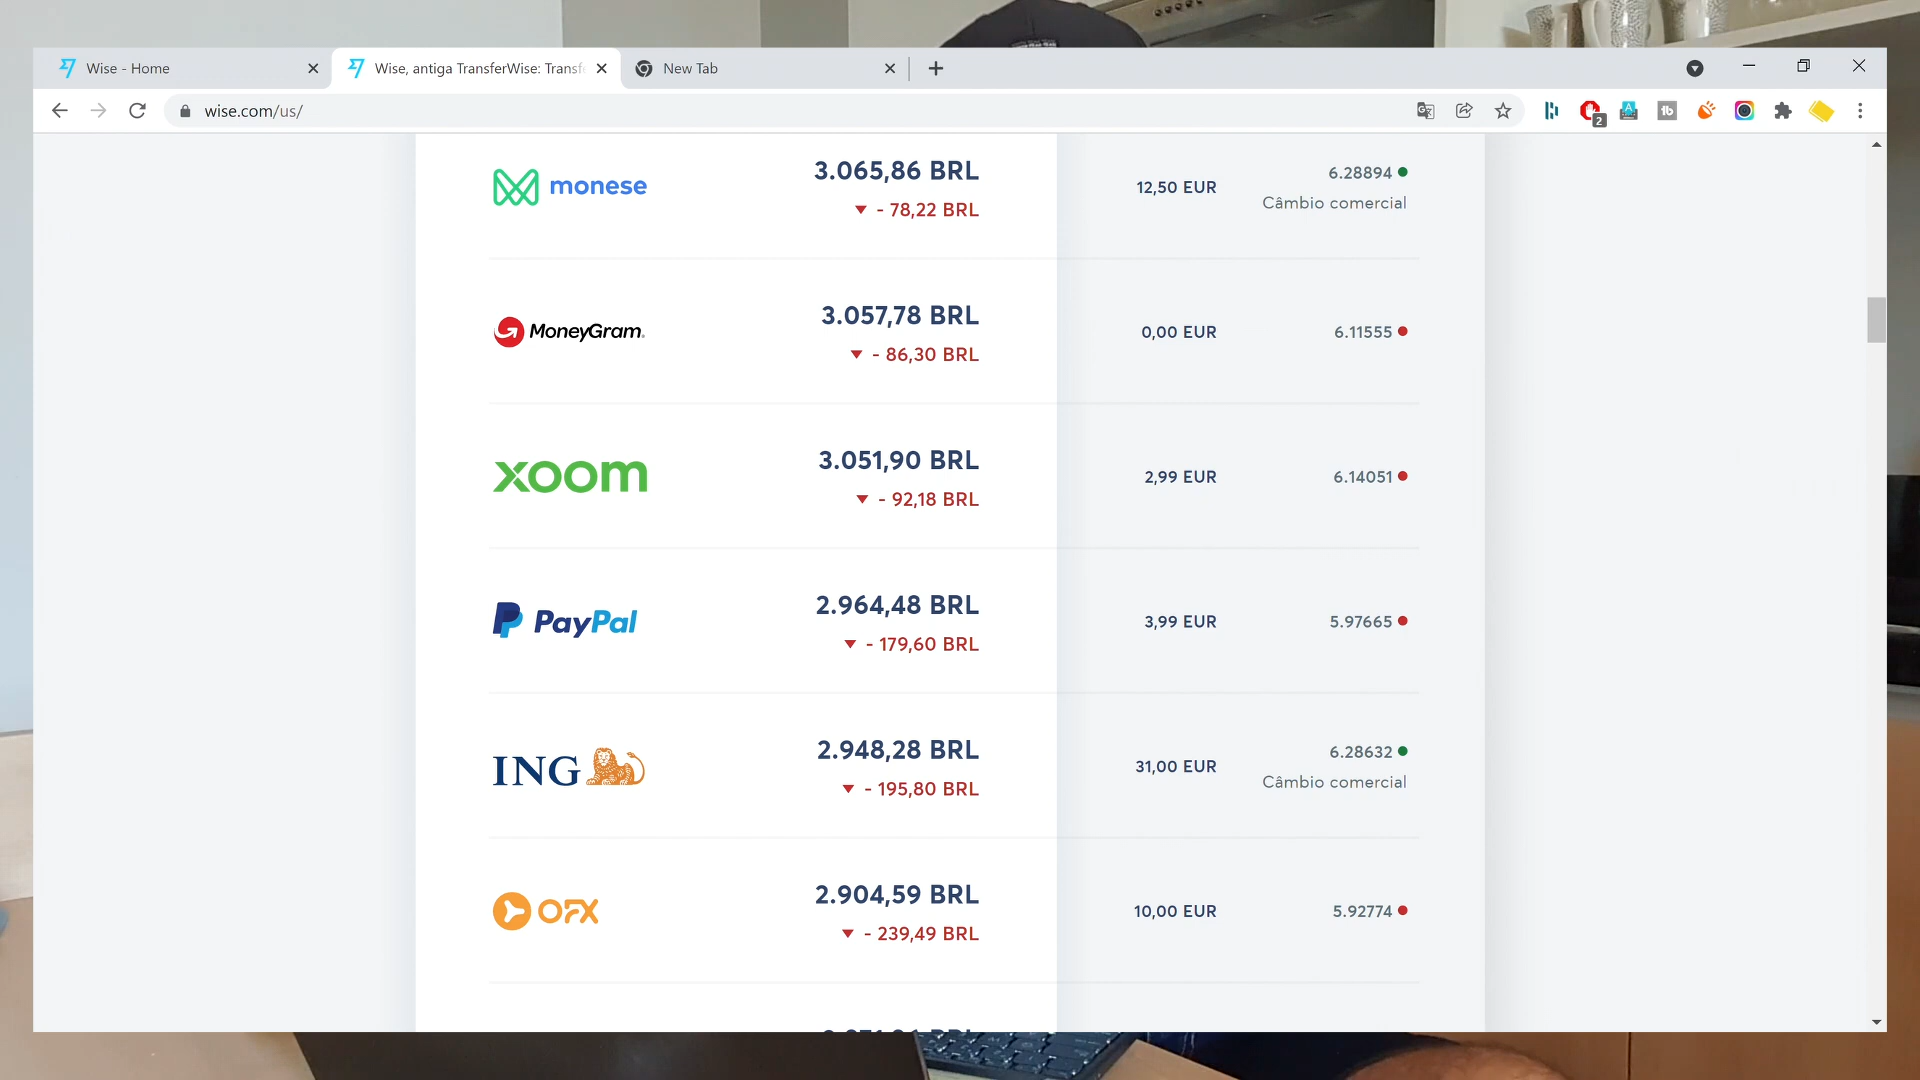 Wise - Home
Wise, antiga TransferWise: Transf
New Tab
wise.com/us/
2
monese
3.065,86 BRL
- 78,22 BRL
12,50 EUR
6.28894
Câmbio comercial
MoneyGram.
3.057,78 BRL
- 86,30 BRL
0,00 EUR
6.11555
xoom
3.051,90 BRL
- 92,18 BRL
2,99 EUR
6.14051
PayPal
2.964,48 BRL
- 179,60 BRL
3,99 EUR
5.97665
ING
2.948,28 BRL
- 195,80 BRL
31,00 EUR
6.28632
Câmbio comercial
OFX
2.904,59 BRL
- 239,49 BRL
10,00 EUR
5.92774